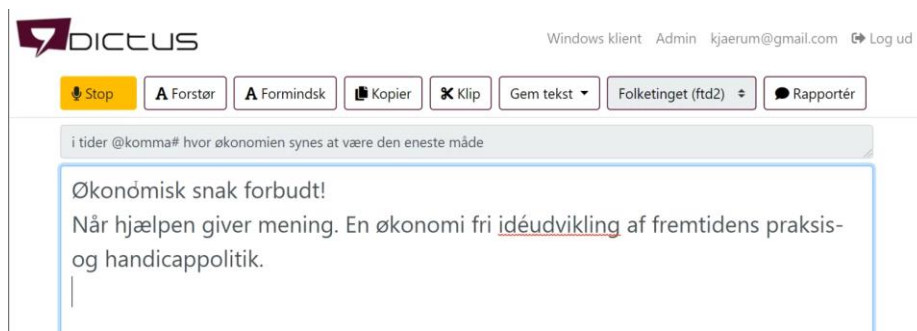 DICTUS
Windows klient Admin kjaerum@gmail.com Log ud
Stop A Forstør A Formindsk Kopier Klip Gem tekst Folketinget (ftd2) Rapportér
i tider @komma# hvor økonomien synes at være den eneste måde
Økonomisk snak forbudt!
Når hjælpen giver mening. En økonomi fri idéudvikling af fremtidens praksis-
og handicappolitik.